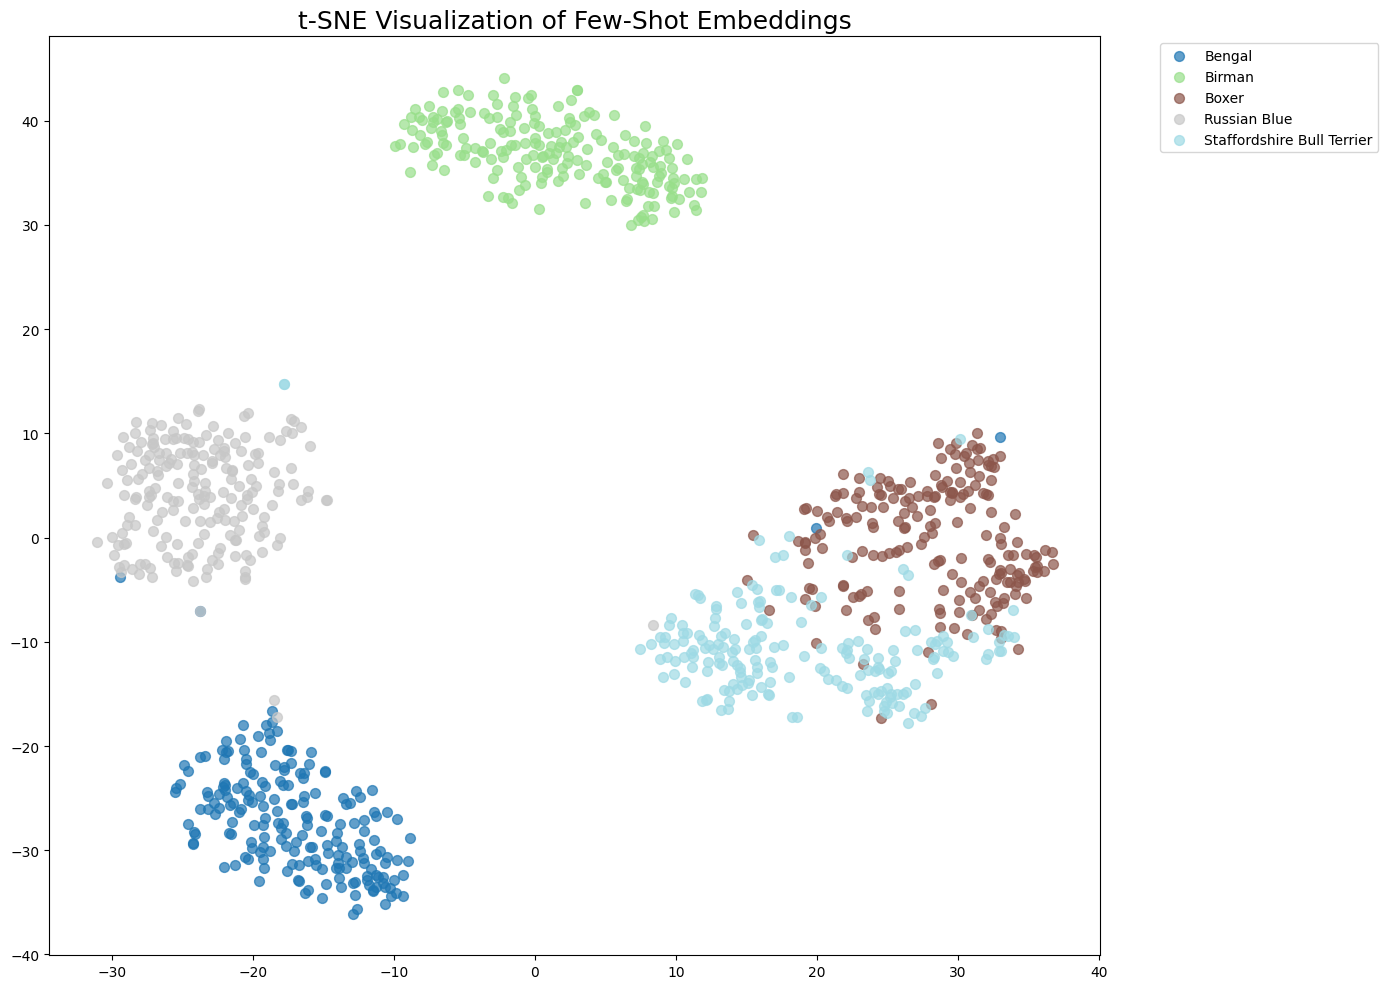 t-SNE Visualization of Few-Shot Embeddings
Bengal
Birman
Boxer
Russian Blue
Staffordshire Bull Terrier
40
30
20
10
0
−10
−20
−30
−40
−30
−20
−10
0
10
20
30
40